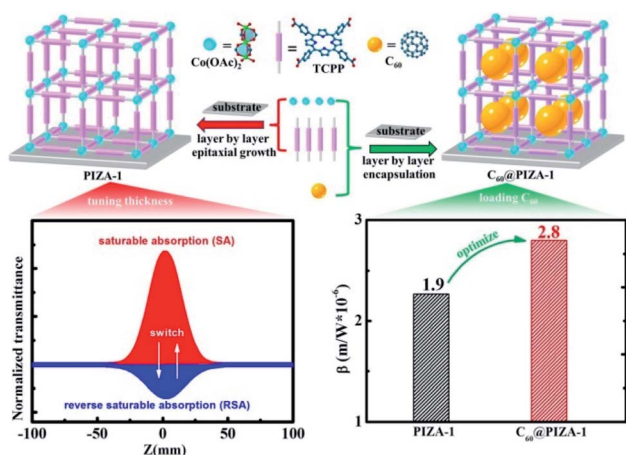 Co(OAc)₂
=
=
TCPP
=
C₆₀
substrate
layer by layer
epitaxial growth
substrate
layer by layer
encapsulation
PIZA-1
C₆₀@PIZA-1
tuning thickness
loading C₆₀
Normalized transmittance
saturable absorption (SA)
switch
reverse saturable absorption (RSA)
-100 -50 0 50 100
Z(mm)
β (m/W*10⁻⁶)
3
2
1
1.9
optimize
2.8
PIZA-1 C₆₀@PIZA-1